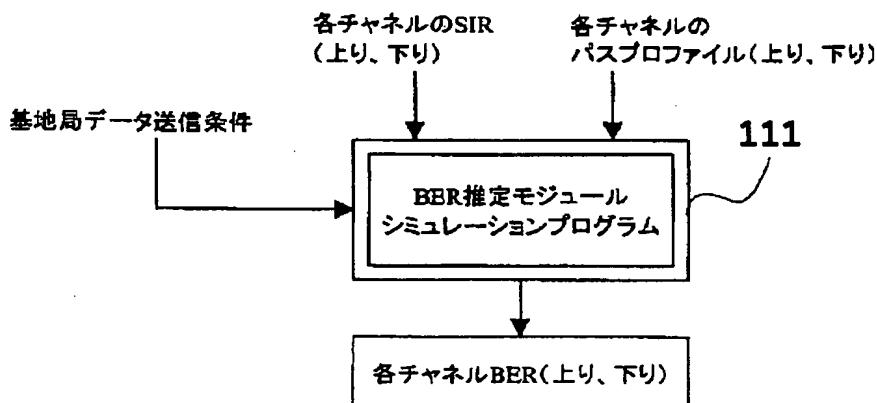 各チャネルのSIR
(上り、下り)
各チャネルの
パスプロファイル(上り、下り)
基地局データ送信条件
111
BER推定モジュール
シミュレーションプログラム
各チャネルBER(上り、下り)